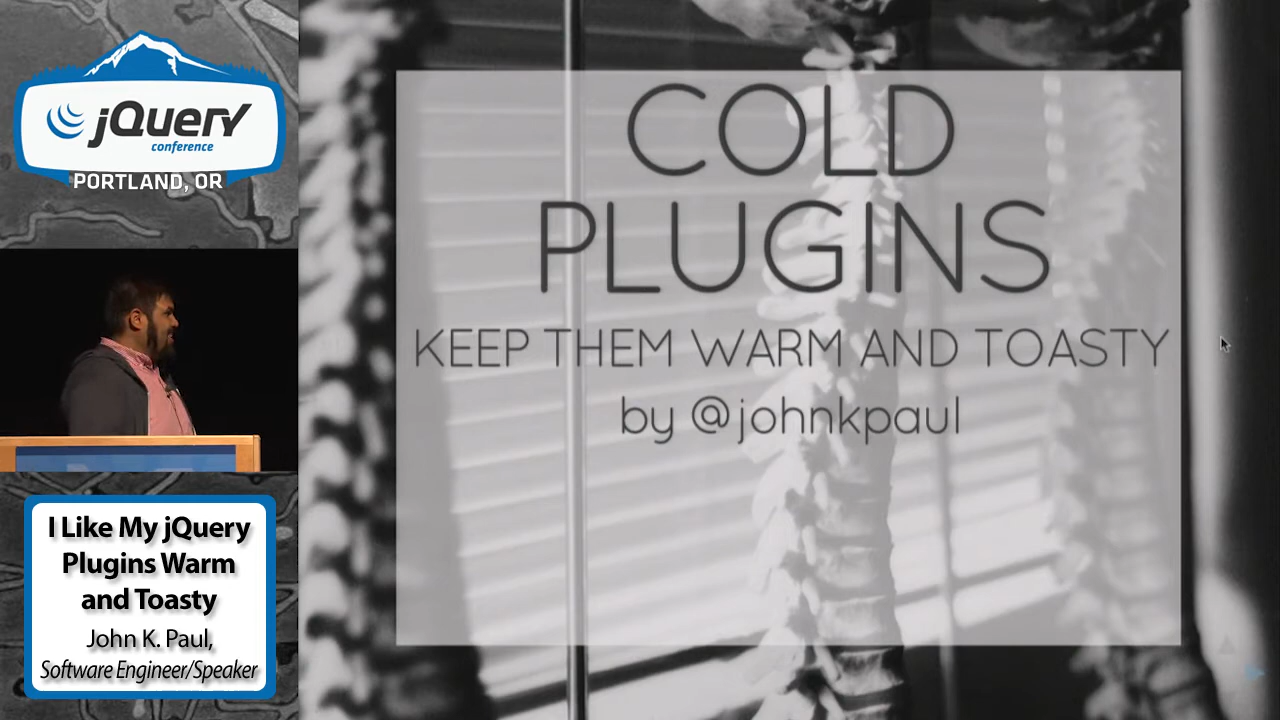 jQuery
conference
PORTLAND, OR
COLD
PLUGINS
KEEP THEM WARM AND TOASTY
by @johnkpaul
I Like My jQuery
Plugins Warm
and Toasty
John K. Paul,
Software Engineer/Speaker